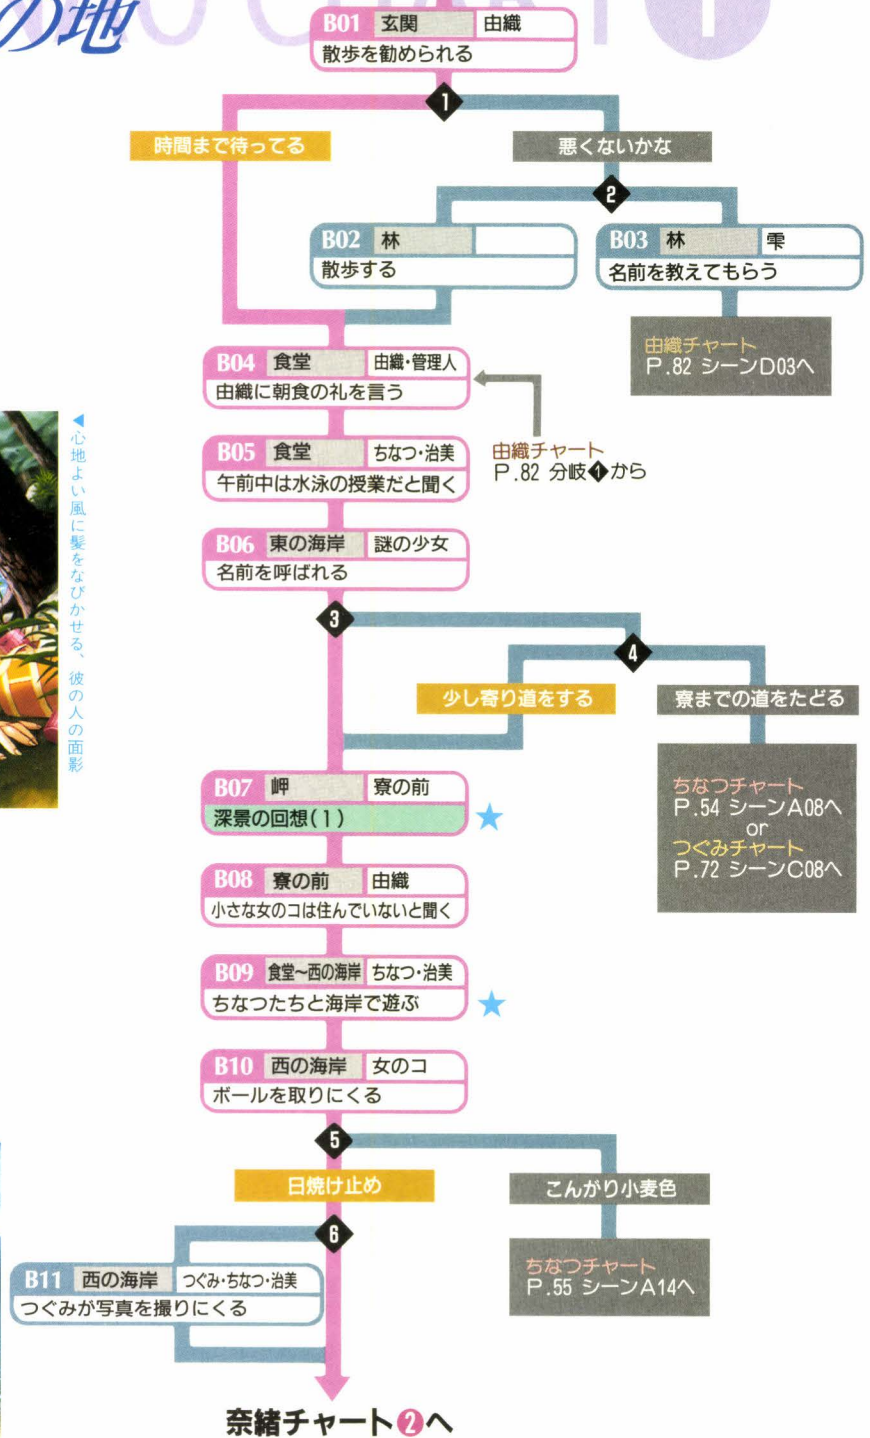 の地
CHART 1
B01 玄関 由織
散歩を勧められる
1
時間まで待ってる
悪くないかな
2
B02 林
散歩する
B03 林 雫
名前を教えてもらう
由織チャート
P.82 シーンD03へ
B04 食堂 由織・管理人
由織に朝食の礼を言う
由織チャート
P.82 分岐◆1から
B05 食堂 ちなつ・治美
午前中は水泳の授業だと聞く
B06 東の海岸 謎の少女
名前を呼ばれる
◀心地よい風に髪をなびかせる、彼の人の面影
3
4
少し寄り道をする
寮までの道をたどる
ちなつチャート
P.54 シーンA08へ
or
つぐみチャート
P.72 シーンC08へ
B07 岬 寮の前
深景の回想(1)
★
B08 寮の前 由織
小さな女のコは住んでいないと聞く
B09 食堂~西の海岸 ちなつ・治美
ちなつたちと海岸で遊ぶ
★
B10 西の海岸 女のコ
ボールを取りにくる
5
日焼け止め
こんがり小麦色
6
ちなつチャート
P.55 シーンA14へ
B11 西の海岸 つぐみ・ちなつ・治美
つぐみが写真を撮りにくる
奈緒チャート2へ